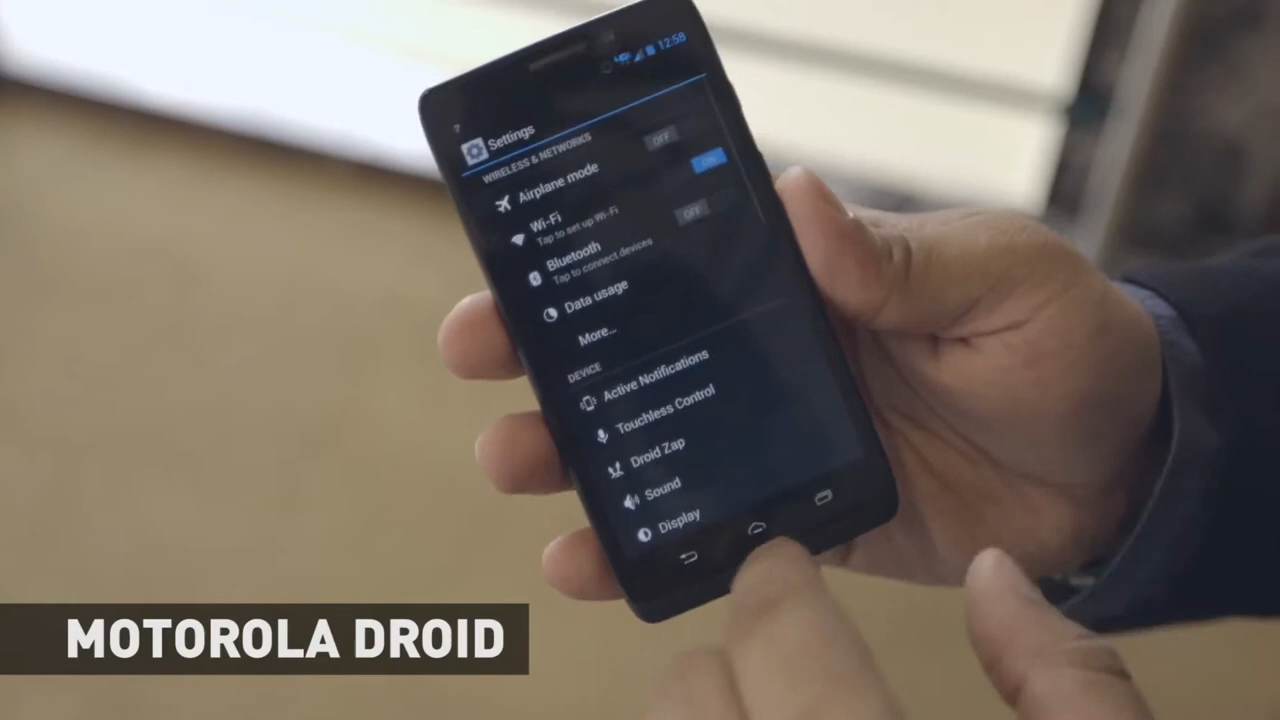 12:58
Settings
WIRELESS & NETWORKS
Airplane mode
OFF
Wi-Fi
Tap to set up Wi-Fi
ON
Bluetooth
Tap to connect devices
OFF
Data usage
More...
DEVICE
Active Notifications
Touchless Control
Droid Zap
Sound
Display
MOTOROLA DROID